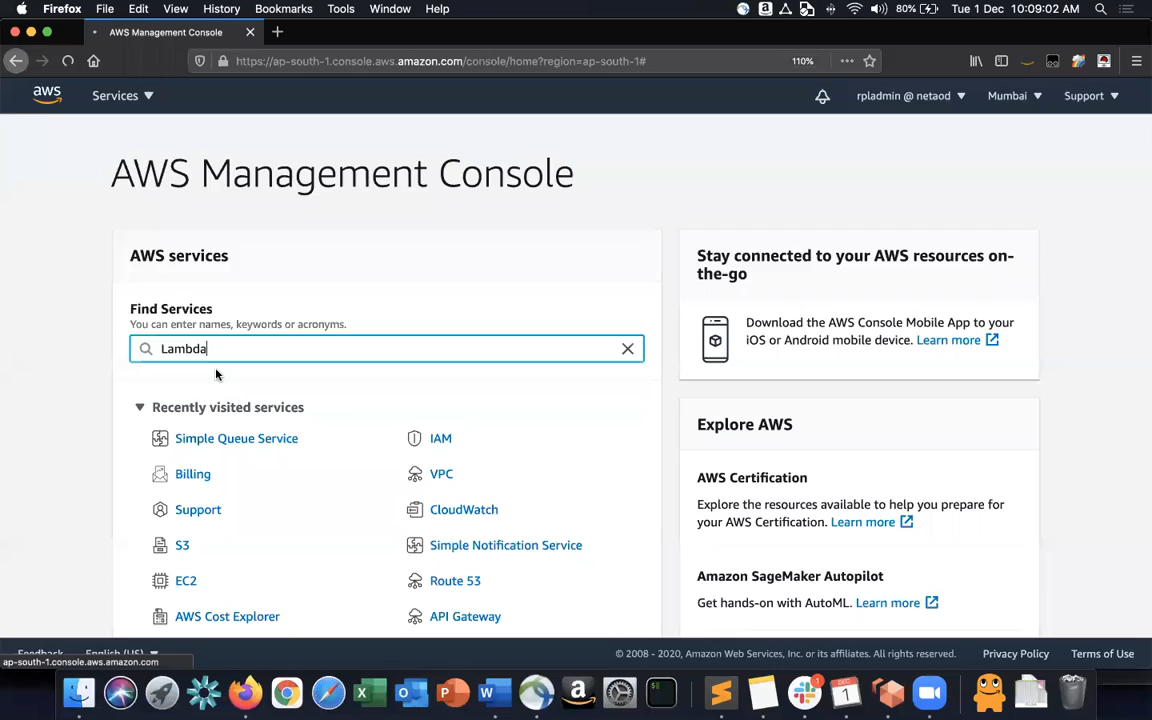 Firefox File Edit View History Bookmarks Tools Window Help 80% Tue 1 Dec 10:09:02 AM
AWS Management Console
https://ap-south-1.console.aws.amazon.com/console/home?region=ap-south-1# 110%
aws Services rpladmin @ netaod Mumbai Support
AWS Management Console
AWS services
Find Services
You can enter names, keywords or acronyms.
Lambda
Recently visited services
Simple Queue Service IAM
Billing VPC
Support CloudWatch
S3 Simple Notification Service
EC2 Route 53
AWS Cost Explorer API Gateway
Stay connected to your AWS resources on-
the-go
Download the AWS Console Mobile App to your
iOS or Android mobile device. Learn more
Explore AWS
AWS Certification
Explore the resources available to help you prepare for
your AWS Certification. Learn more
Amazon SageMaker Autopilot
Get hands-on with AutoML. Learn more
Feedback English (US) © 2008 - 2020, Amazon Web Services, Inc. or its affiliates. All rights reserved. Privacy Policy Terms of Use
ap-south-1.console.aws.amazon.com